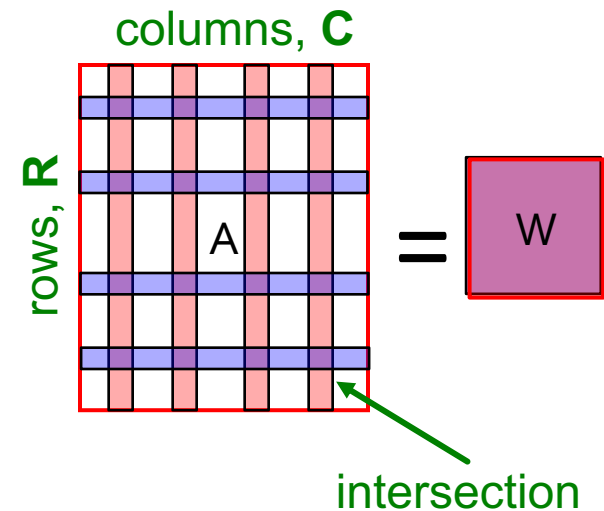 columns, C
rows, R
A
=
W
intersection